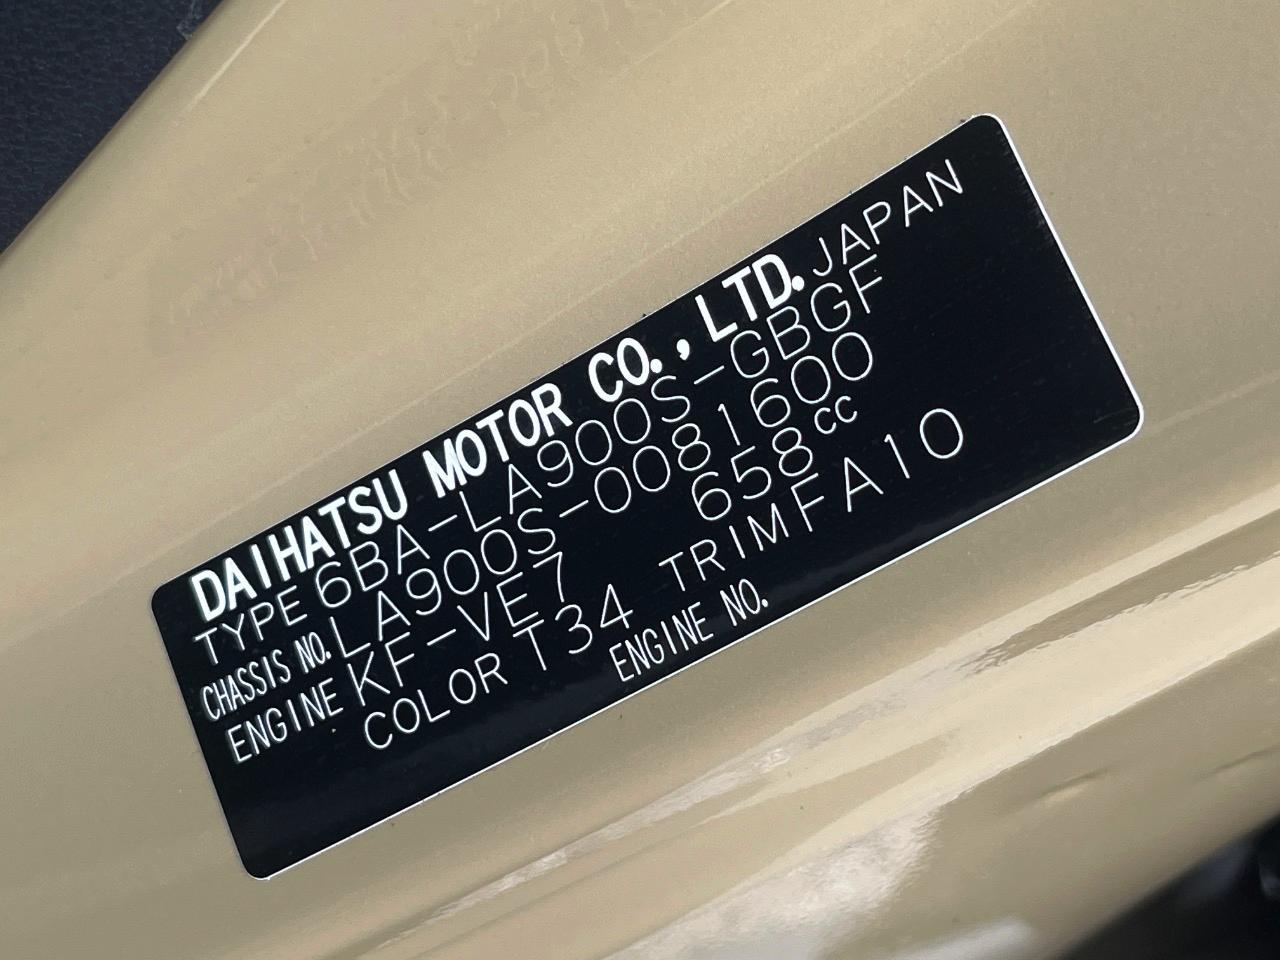 DAIHATSU MOTOR CO., LTD. JAPAN
TYPE 6BA-LA900S-GBGF
CHASSIS NO. LA900S-0081600
ENGINE KF-VE7 658cc
COLOR T34 TRIM FA10
ENGINE NO.